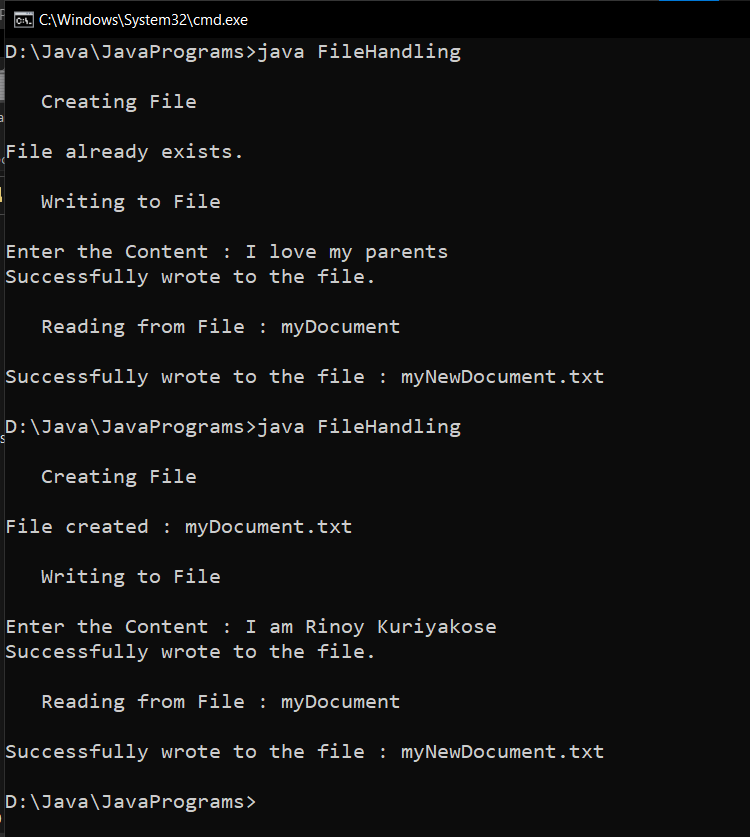 C:\Windows\System32\cmd.exe
D:\Java\JavaPrograms>java FileHandling
Creating File
File already exists.
Writing to File
Enter the Content : I love my parents
Successfully wrote to the file.
Reading from File : myDocument
Successfully wrote to the file : myNewDocument.txt
D:\Java\JavaPrograms>java FileHandling
Creating File
File created : myDocument.txt
Writing to File
Enter the Content : I am Rinoy Kuriyakose
Successfully wrote to the file.
Reading from File : myDocument
Successfully wrote to the file : myNewDocument.txt
D:\Java\JavaPrograms>